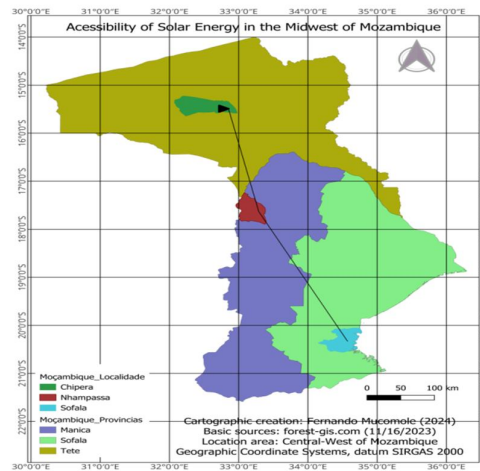 30°00'0"S 31°0'0"S 32°0'0"S 33°0'0"S 34°0'0"S 35°0'0"S 36°0'0"S
Acessibility of Solar Energy in the Midwest of Mozambique
14°0'0"S
15°0'0"S
16°0'0"S
17°0'0"S
18°0'0"S
19°0'0"S
20°0'0"S
21°0'0"S
22°0'0"S
Moçambique_Localidade
Chipera
Nhampassa
Sofala
Moçambique_Provincias
Manica
Sofala
Tete
0 50 100 km
Cartographic creation: Fernando Mucomole (2024)
Basic sources: forest-gis.com (11/16/2023)
Location area: Central-West of Mozambique
Geographic Coordinate Systems, datum SIRGAS 2000
30°00'0"S 31°0'0"S 32°0'0"S 33°0'0"S 34°0'0"S 35°0'0"S 36°0'0"S